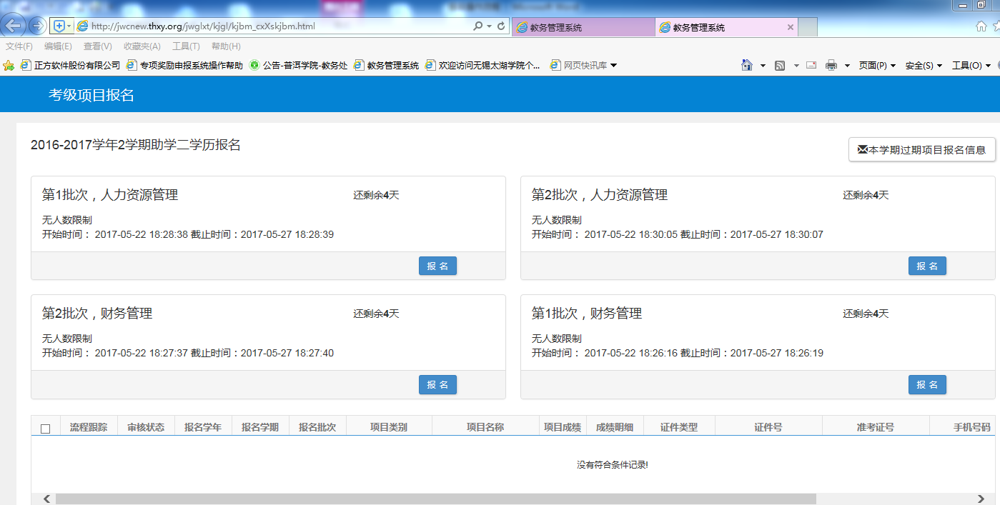 Microsoft Word
http://jwcnew.thxy.org/jwglxt/kjgl/kjbm_cxXskjbm.html
教务管理系统
教务管理系统
文件(F) 编辑(E) 查看(V) 收藏夹(A) 工具(T) 帮助(H)
正方软件股份有限公司 专项奖励申报系统操作帮助 公告-普洱学院-教务处 教务管理系统 欢迎访问无锡太湖学院个... 网页快讯库 页面(P) 安全(S) 工具(O)
考级项目报名
2016-2017学年2学期助学二学历报名
本学期过期项目报名信息
第1批次，人力资源管理 还剩余4天
无人数限制
开始时间： 2017-05-22 18:28:38 截止时间：2017-05-27 18:28:39
报 名
第2批次，人力资源管理 还剩余4天
无人数限制
开始时间： 2017-05-22 18:30:05 截止时间：2017-05-27 18:30:07
报 名
第2批次，财务管理 还剩余4天
无人数限制
开始时间： 2017-05-22 18:27:37 截止时间：2017-05-27 18:27:40
报 名
第1批次，财务管理 还剩余4天
无人数限制
开始时间： 2017-05-22 18:26:16 截止时间：2017-05-27 18:26:19
报 名
流程跟踪 审核状态 报名学年 报名学期 报名批次 项目类别 项目名称 项目成绩 成绩明细 证件类型 证件号 准考证号 手机号码
没有符合条件记录!